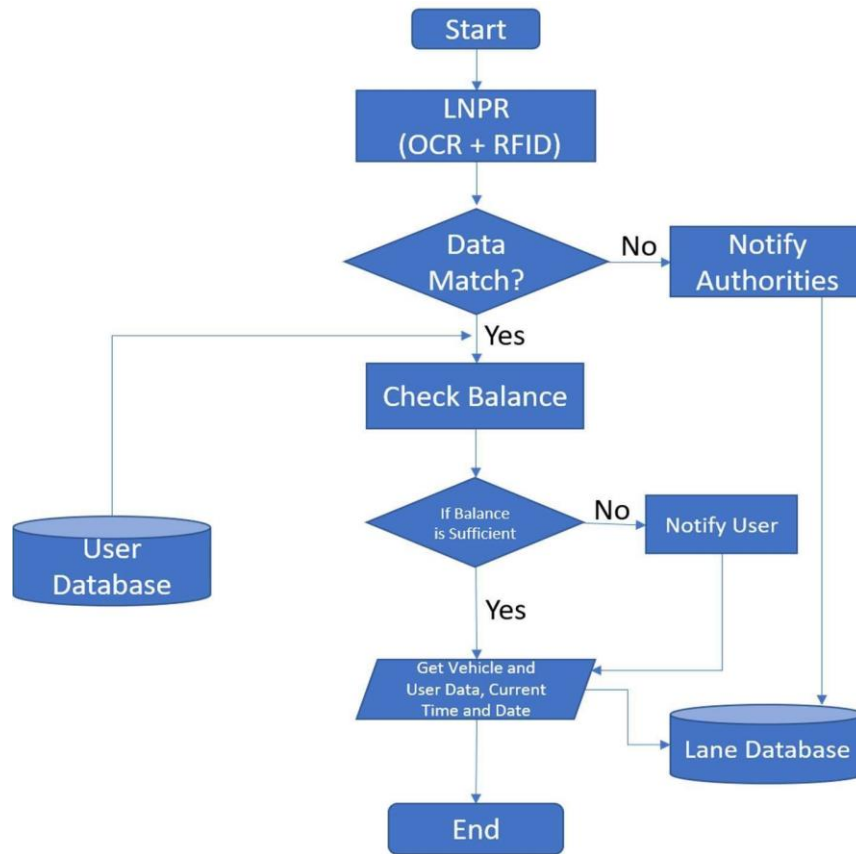 Start
LNPR
(OCR + RFID)
Data
Match?
No
Notify
Authorities
Yes
Check Balance
If Balance
is Sufficient
No
Notify User
User
Database
Yes
Get Vehicle and
User Data, Current
Time and Date
Lane Database
End